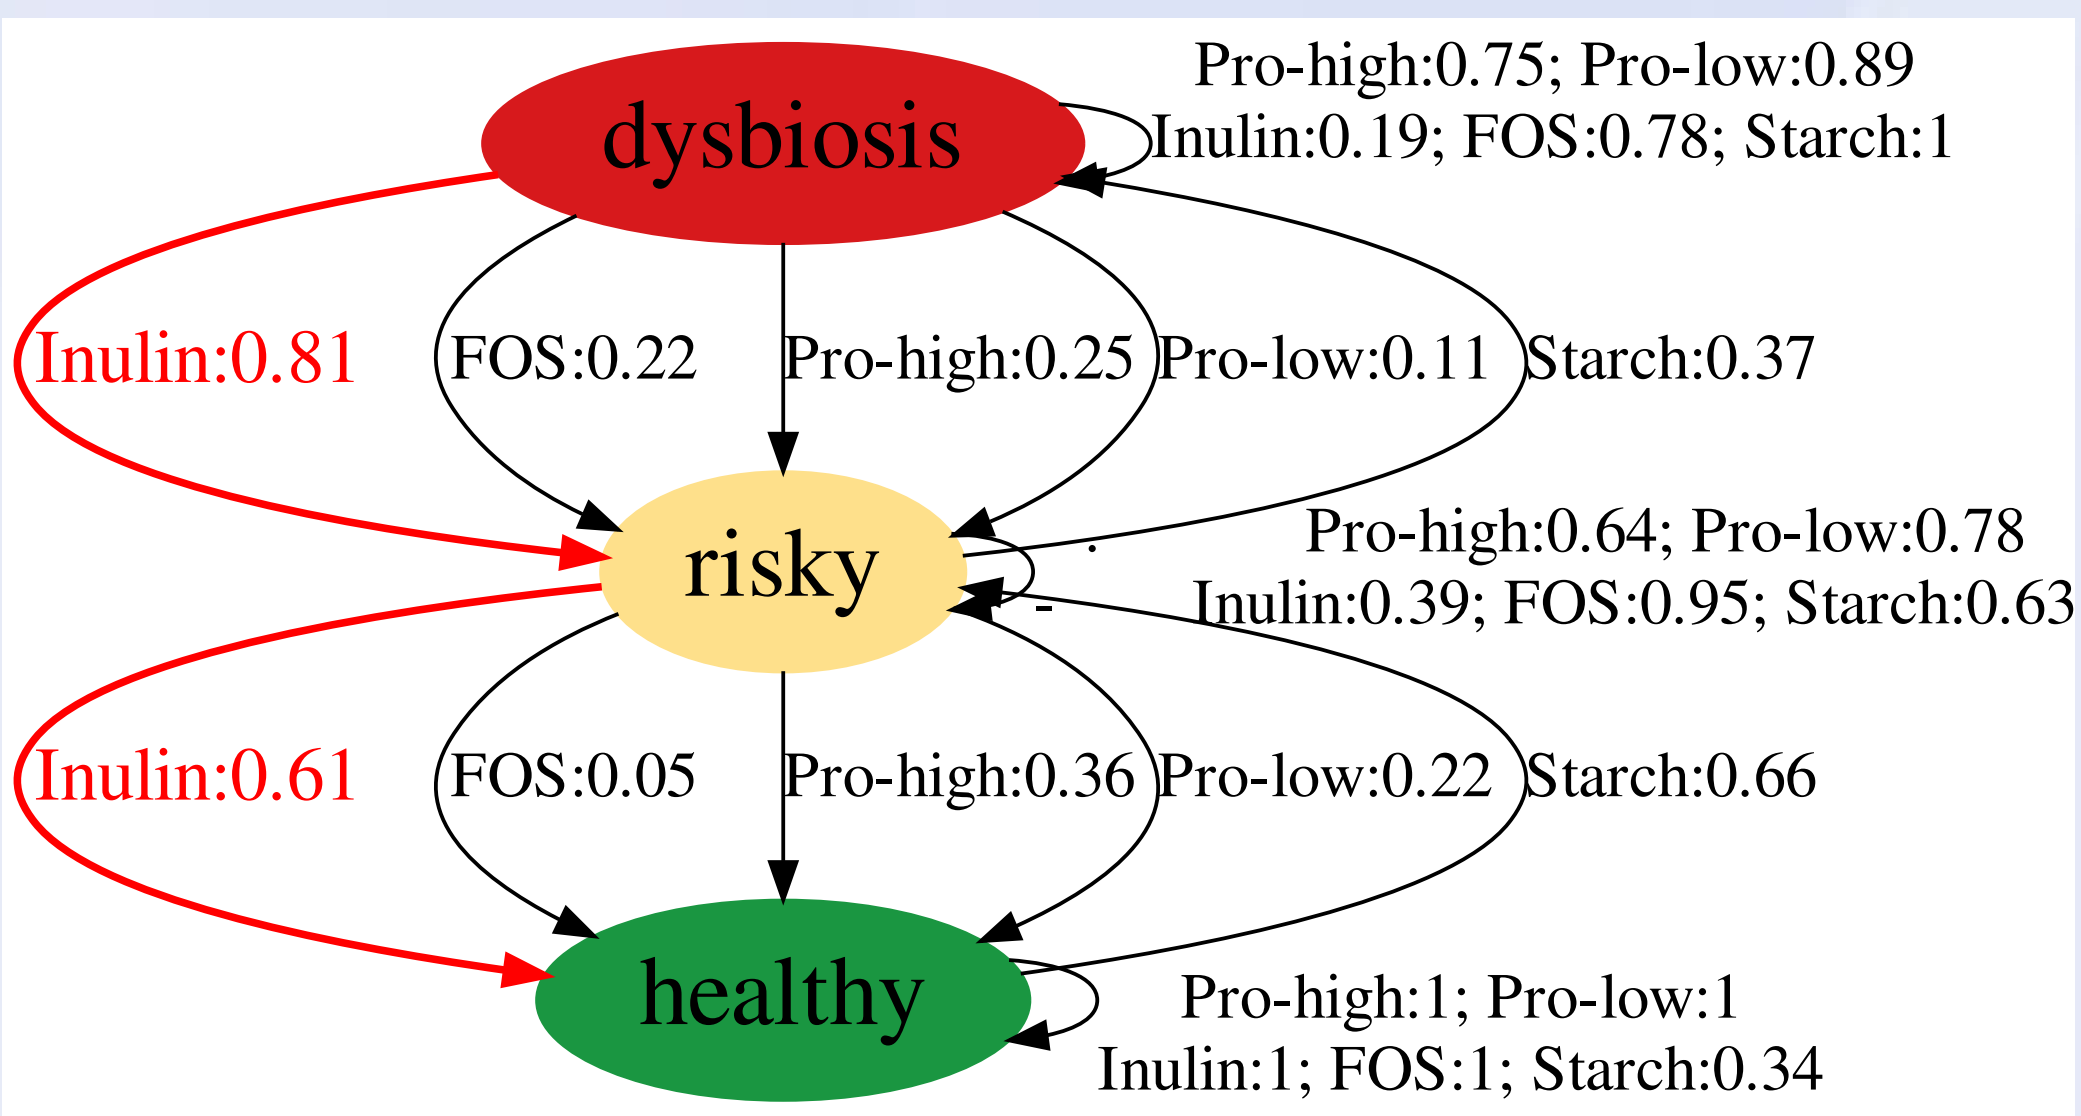 Pro-high:0.75; Pro-low:0.89
dysbiosis
Inulin:0.19; FOS:0.78; Starch:1
Inulin:0.81
FOS:0.22
Pro-high:0.25
Pro-low:0.11
Starch:0.37
Pro-high:0.64; Pro-low:0.78
risky
Inulin:0.39; FOS:0.95; Starch:0.63
Inulin:0.61
FOS:0.05
Pro-high:0.36
Pro-low:0.22
Starch:0.66
healthy
Pro-high:1; Pro-low:1
Inulin:1; FOS:1; Starch:0.34